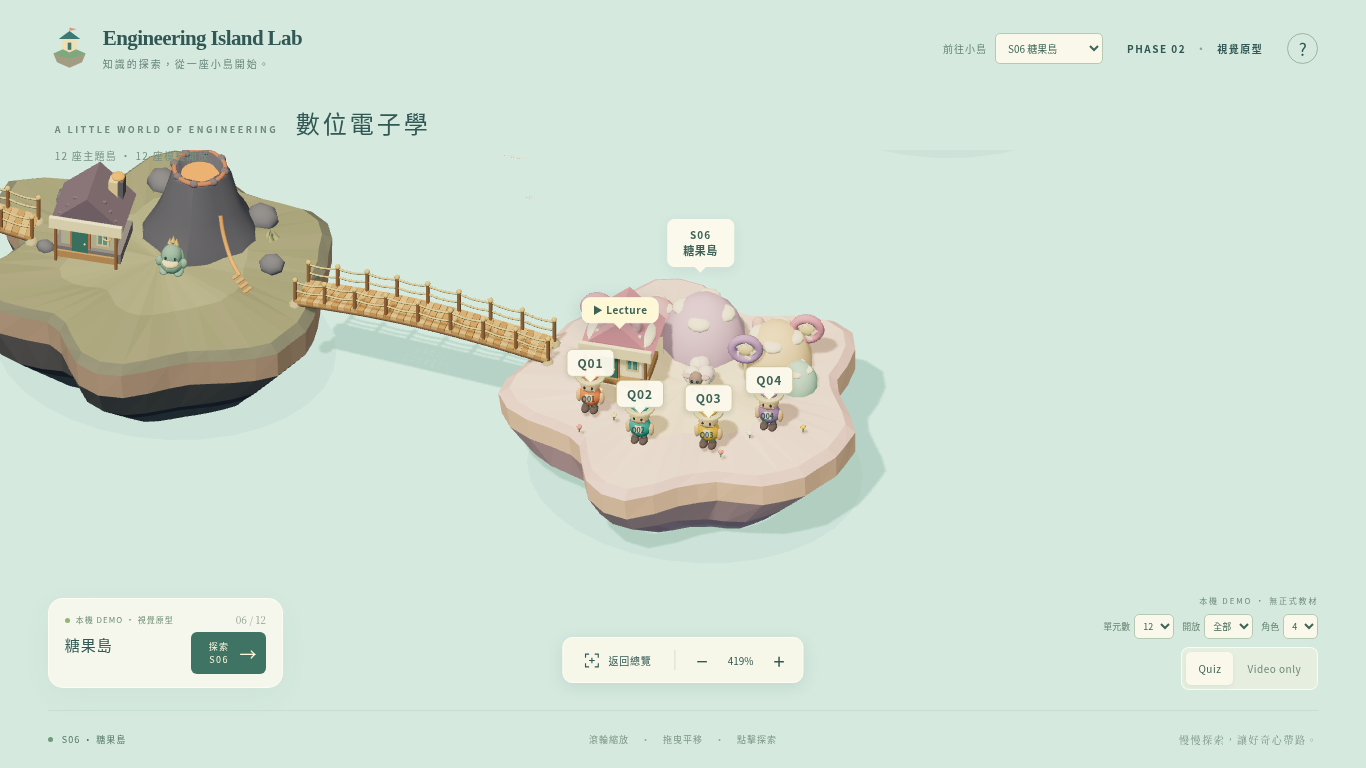 Engineering Island Lab
知識的探索，從一座小島開始。
前往小島 S06 糖果島 PHASE 02 • 視覺原型 ?
A LITTLE WORLD OF ENGINEERING 數位電子學
12 座主題島 · 12 座
S06
糖果島
▶ Lecture
Q01
Q02
Q03
Q04
Q01
Q02
Q03
Q04
本機 DEMO · 視覺原型 06 / 12
糖果島
探索
S06 →
返回總覽 − 419% +
本機 DEMO · 無正式教材
單元數 12 開放 全部 角色 4
Quiz Video only
S06 · 糖果島
滾輪縮放 • 拖曳平移 • 點擊探索
慢慢探索，讓好奇心帶路。